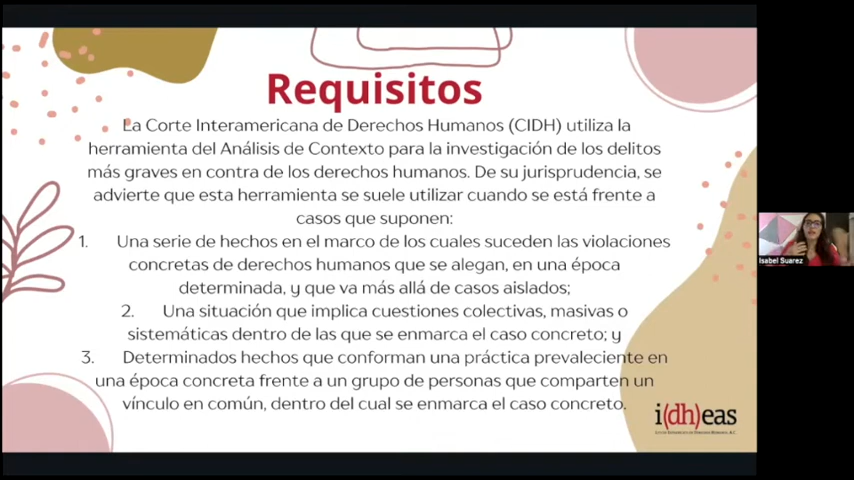 Requisitos
La Corte Interamericana de Derechos Humanos (CIDH) utiliza la
herramienta del Análisis de Contexto para la investigación de los delitos
más graves en contra de los derechos humanos. De su jurisprudencia, se
advierte que esta herramienta se suele utilizar cuando se está frente a
casos que suponen:
1. Una serie de hechos en el marco de los cuales suceden las violaciones
concretas de derechos humanos que se alegan, en una época
determinada, y que va más allá de casos aislados;
2. Una situación que implica cuestiones colectivas, masivas o
sistemáticas dentro de las que se enmarca el caso concreto; y
3. Determinados hechos que conforman una práctica prevaleciente en
una época concreta frente a un grupo de personas que comparten un
vínculo en común, dentro del cual se enmarca el caso concreto.
i(dh)eas
Isabel Suarez